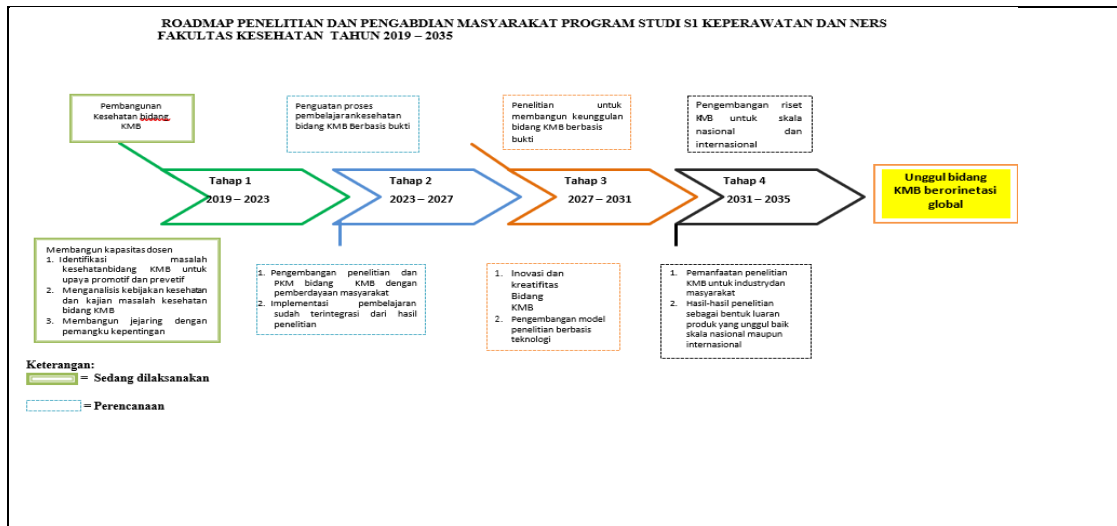 ROADMAP PENELITIAN DAN PENGABDIAN MASYARAKAT PROGRAM STUDI S1 KEPERAWATAN DAN NERS
FAKULTAS KESEHATAN TAHUN 2019 – 2035
Pembangunan
Kesehatan bidang
KMB
Penguatan proses
pembelajarankesehatan
bidang KMB Berbasis bukti
Penelitian untuk
membangun keunggulan
bidang KMB berbasis
bukti
Pengembangan riset
KMB untuk skala
nasional dan
internasional
Tahap 1
2019 – 2023
Tahap 2
2023 – 2027
Tahap 3
2027 – 2031
Tahap 4
2031 – 2035
Unggul bidang
KMB berorinetasi
global
Membangun kapasitas dosen
1. Identifikasi masalah
kesehatanbidang KMB untuk
upaya promotif dan prevetif
2. Menganalisis kebijakan kesehatan
dan kajian masalah kesehatan
bidang KMB
3. Membangun jejaring dengan
pemangku kepentingan
1. Pengembangan penelitian dan
PKM bidang KMB dengan
pemberdayaan masyarakat
2. Implementasi pembelajaran
sudah terintegrasi dari hasil
penelitian
1. Inovasi dan
kreatifitas
Bidang
KMB
2. Pengembangan model
penelitian berbasis
teknologi
1. Pemanfaatan penelitian
KMB untuk industrydan
masyarakat
2. Hasil-hasil penelitian
sebagai bentuk luaran
produk yang unggul baik
skala nasional maupun
internasional
Keterangan:
= Sedang dilaksanakan
= Perencanaan